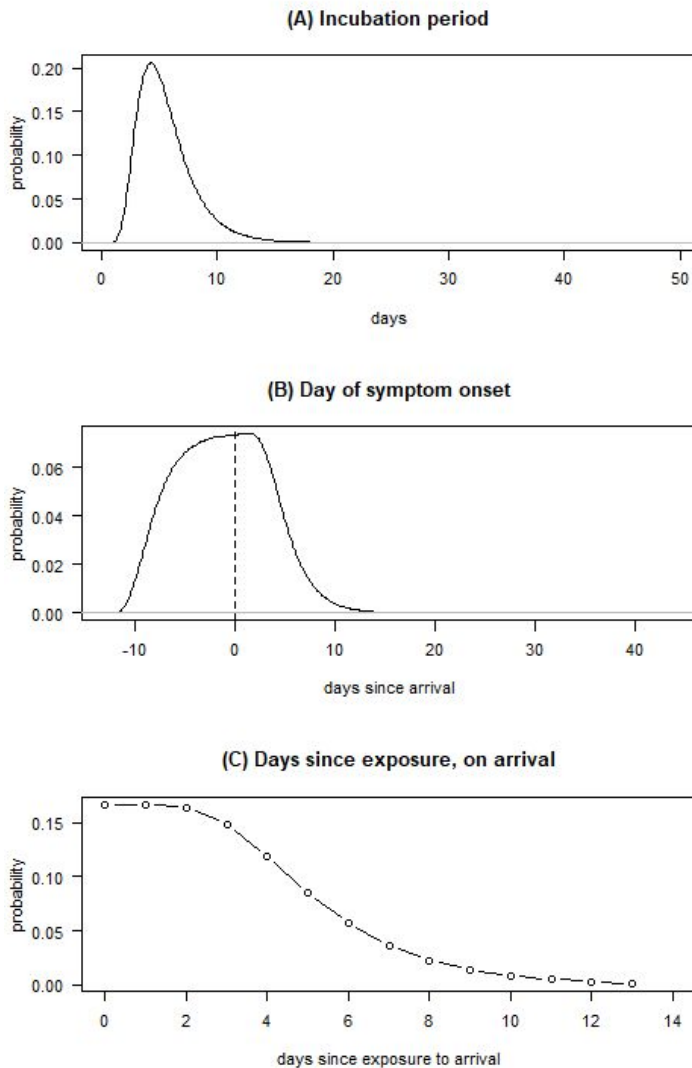 (A) Incubation period
probability
0.20
0.15
0.10
0.05
0.00
0 10 20 30 40 50
days
(B) Day of symptom onset
probability
0.06
0.04
0.02
0.00
-10 0 10 20 30 40
days since arrival
(C) Days since exposure, on arrival
probability
0.15
0.10
0.05
0.00
0 2 4 6 8 10 12 14
days since exposure to arrival